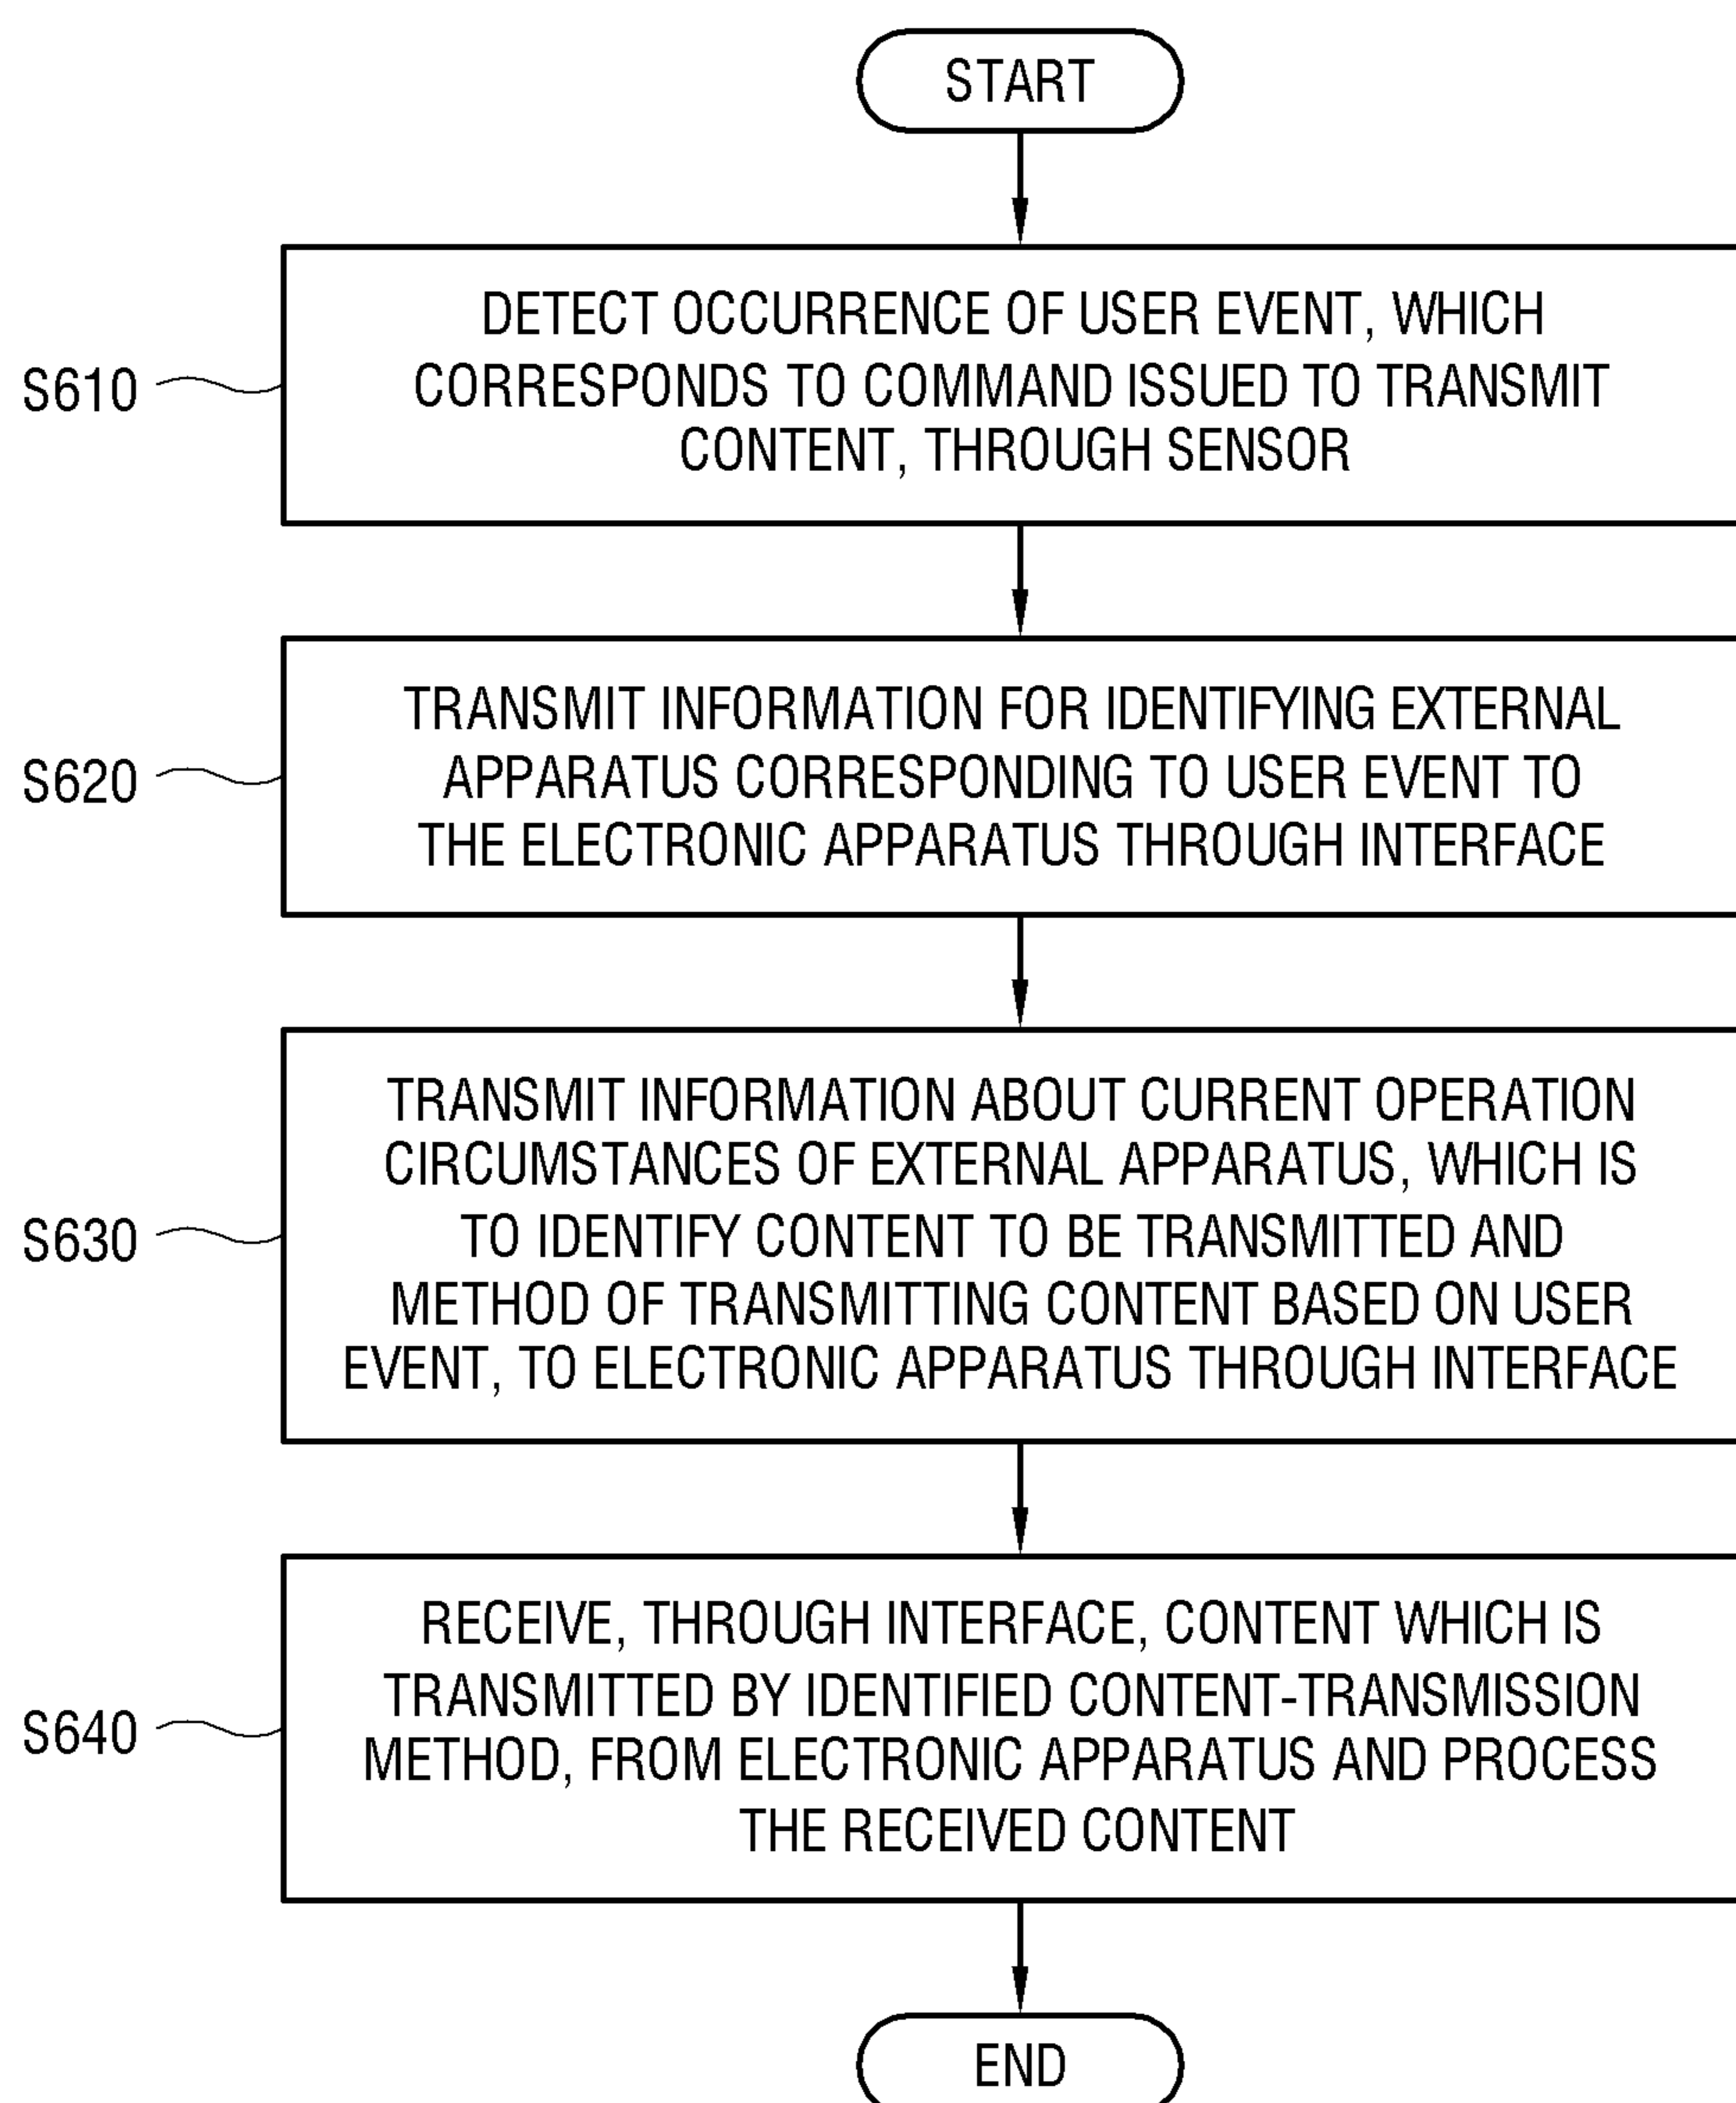 START
DETECT OCCURRENCE OF USER EVENT, WHICH
CORRESPONDS TO COMMAND ISSUED TO TRANSMIT
CONTENT, THROUGH SENSOR
S610
TRANSMIT INFORMATION FOR IDENTIFYING EXTERNAL
APPARATUS CORRESPONDING TO USER EVENT TO
THE ELECTRONIC APPARATUS THROUGH INTERFACE
S620
TRANSMIT INFORMATION ABOUT CURRENT OPERATION
CIRCUMSTANCES OF EXTERNAL APPARATUS, WHICH IS
TO IDENTIFY CONTENT TO BE TRANSMITTED AND
METHOD OF TRANSMITTING CONTENT BASED ON USER
EVENT, TO ELECTRONIC APPARATUS THROUGH INTERFACE
S630
RECEIVE, THROUGH INTERFACE, CONTENT WHICH IS
TRANSMITTED BY IDENTIFIED CONTENT-TRANSMISSION
METHOD, FROM ELECTRONIC APPARATUS AND PROCESS
THE RECEIVED CONTENT
S640
END